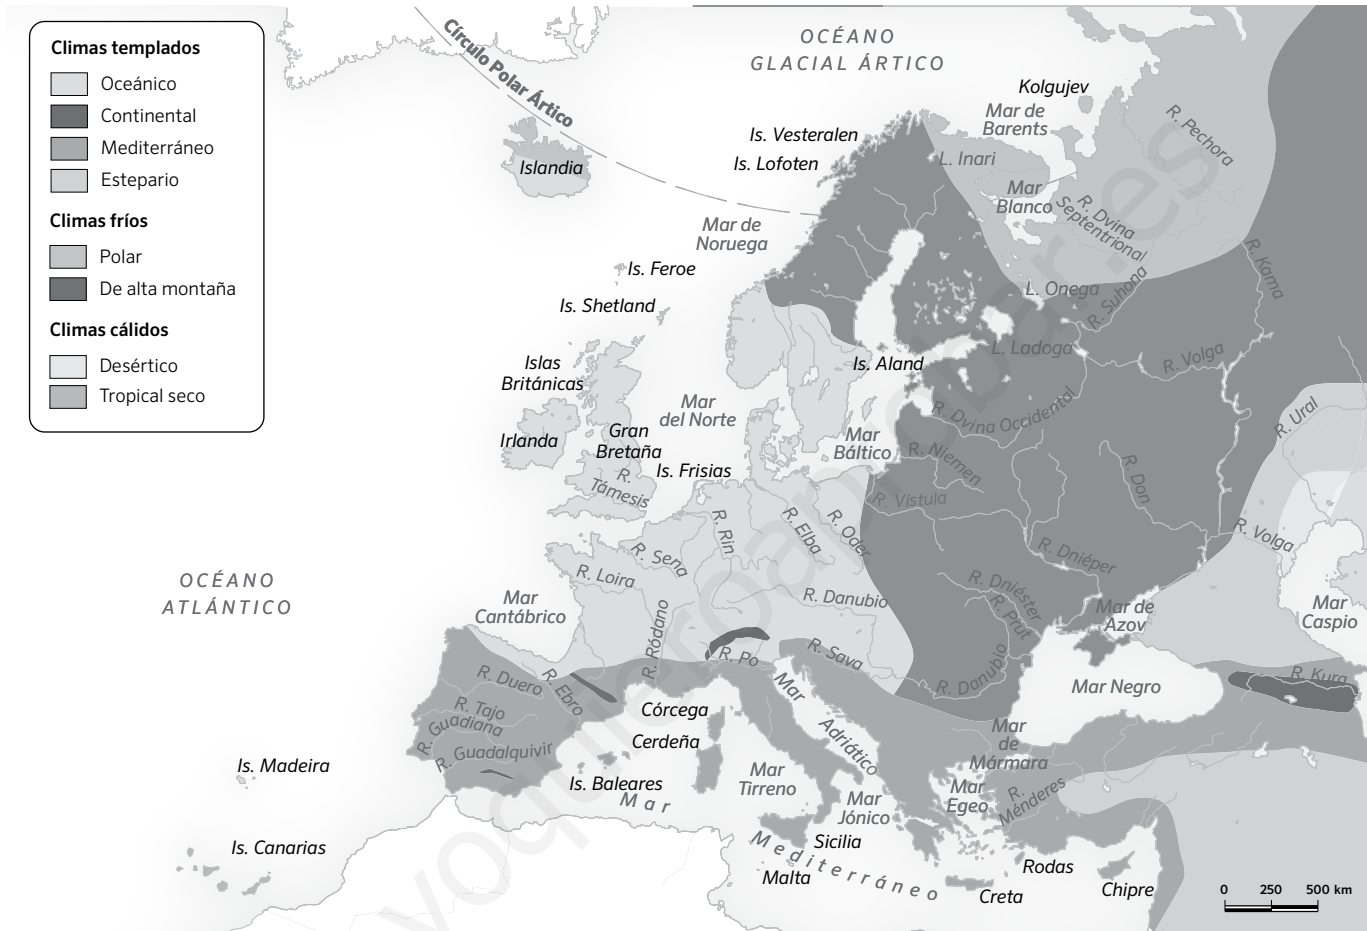 Climas templados
Oceánico
Continental
Mediterráneo
Estepario
Climas fríos
Polar
De alta montaña
Climas cálidos
Desértico
Tropical seco
Círculo Polar Ártico
OCÉANO
GLACIAL ÁRTICO
Kolgujev
Mar de
Barents
R. Pechora
Is. Vesteralen
Is. Lofoten
L. Inari
Islandia
Mar
Blanco
R. Dvina
Septentrional
Mar de
Noruega
Is. Feroe
Is. Shetland
L. Onega
R. Suhona
R. Kama
L. Ladoga
R. Volga
Is. Aland
Islas
Británicas
Mar
del Norte
R. Dvina Occidental
R. Ural
Irlanda
Gran
Bretaña
Mar
Báltico
Is. Frisias
R. Niemen
R. Don
R.
Támesis
R. Vístula
R. Rin
R. Elba
R. Oder
R. Volga
R. Sena
R. Loira
R. Dniéper
OCÉANO
ATLÁNTICO
Mar
Cantábrico
R. Danubio
R. Dniéster
R. Prut
Mar de
Azov
Mar
Caspio
R. Ródano
R. Po
R. Sava
R. Danubio
R. Kura
R. Duero
R. Ebro
Mar Negro
R. Tajo
R. Guadiana
R. Guadalquivir
Córcega
Cerdeña
Mar
Adriático
Mar
de
Mármara
Is. Madeira
Is. Baleares
Mar
Tirreno
Mar
Egeo
R.
Ménderes
Mar
Jónico
Mar
Mediterráneo
Is. Canarias
Sicilia
Malta
Rodas
Creta
Chipre
0 250 500 km
voquieroaprobar.es